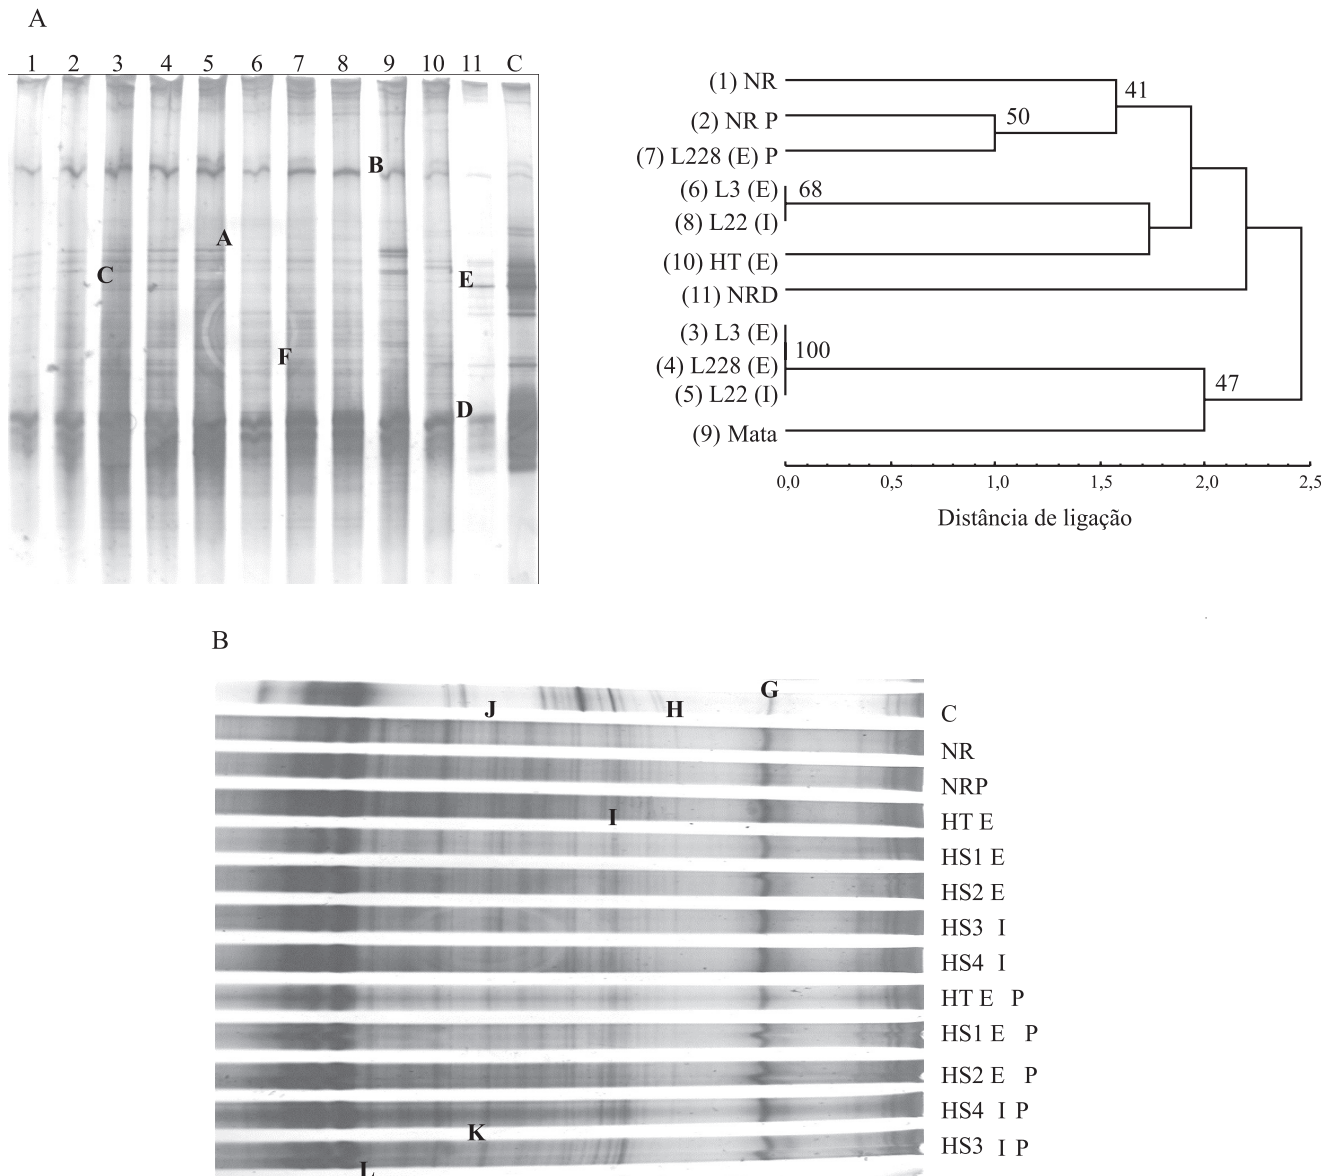 A
1 2 3 4 5 6 7 8 9 10 11 C
B
A
C
E
F
D
(1) NR
41
(2) NR P
50
(7) L228 (E) P
(6) L3 (E)
68
(8) L22 (I)
(10) HT (E)
(11) NRD
(3) L3 (E)
100
(4) L228 (E)
47
(5) L22 (I)
(9) Mata
0,0 0,5 1,0 1,5 2,0 2,5
Distância de ligação
B
G
J H
C
NR
NRP
I
HT E
HS1 E
HS2 E
HS3 I
HS4 I
HT E P
HS1 E P
HS2 E P
HS4 I P
K
HS3 I P
L